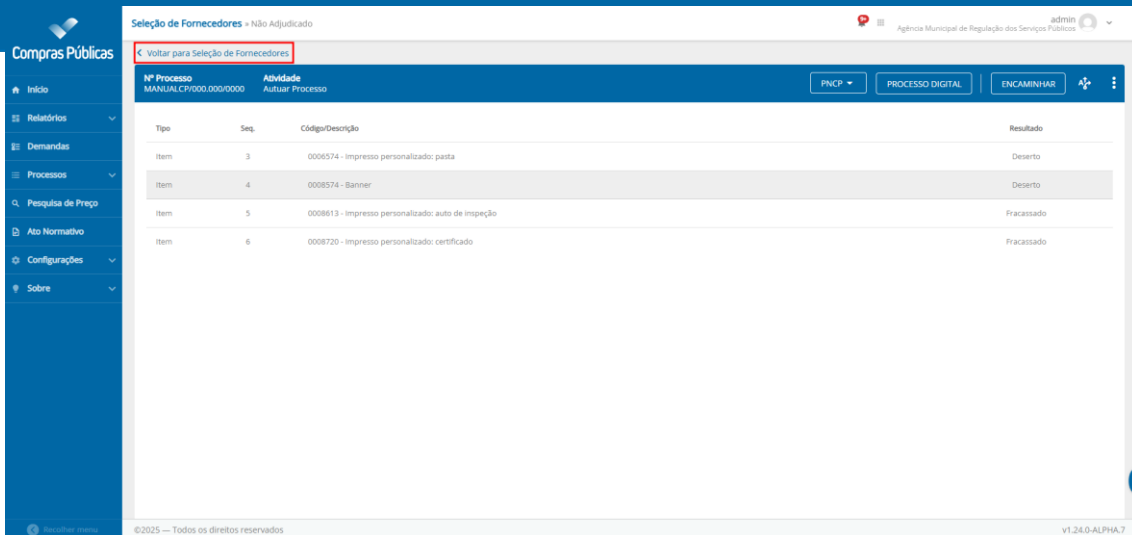 Compras Públicas
Início
Relatórios
Demandas
Processos
Pesquisa de Preço
Ato Normativo
Configurações
Sobre
Recolher menu
Seleção de Fornecedores » Não Adjudicado
9+
admin
Agência Municipal de Regulação dos Serviços Públicos
Voltar para Seleção de Fornecedores
Nº Processo Atividade
MANUALCP/000.000/0000 Autuar Processo
PNCP PROCESSO DIGITAL ENCAMINHAR
Tipo Seq. Código/Descrição Resultado
Item 3 0006574 - Impresso personalizado: pasta Deserto
Item 4 0008574 - Banner Deserto
Item 5 0008613 - Impresso personalizado: auto de inspeção Fracassado
Item 6 0008720 - Impresso personalizado: certificado Fracassado
©2025 — Todos os direitos reservados v1.24.0-ALPHA.7